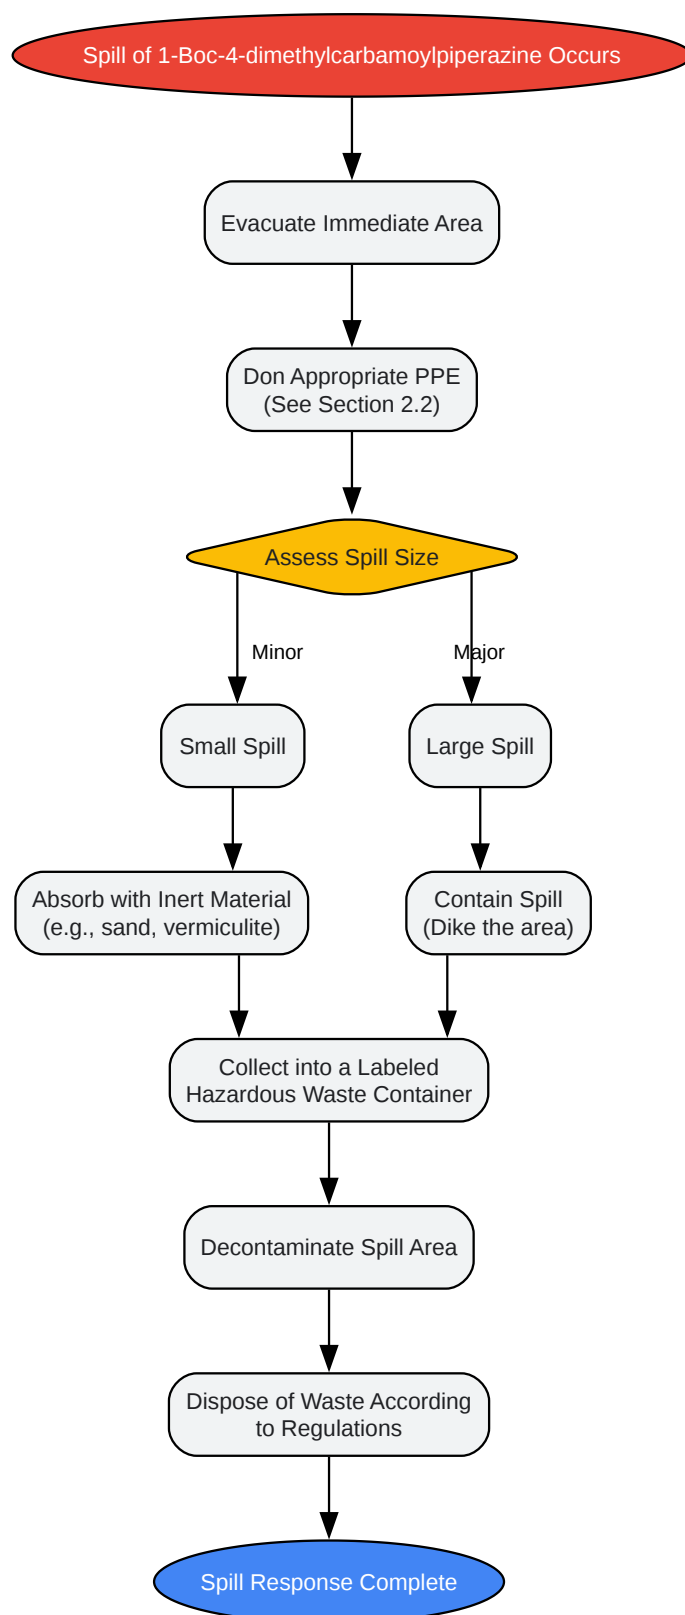 Spill of 1-Boc-4-dimethylcarbamoylpiperazine Occurs
Evacuate Immediate Area
Don Appropriate PPE
(See Section 2.2)
Assess Spill Size
Minor
Major
Small Spill
Large Spill
Absorb with Inert Material
(e.g., sand, vermiculite)
Contain Spill
(Dike the area)
Collect into a Labeled
Hazardous Waste Container
Decontaminate Spill Area
Dispose of Waste According
to Regulations
Spill Response Complete